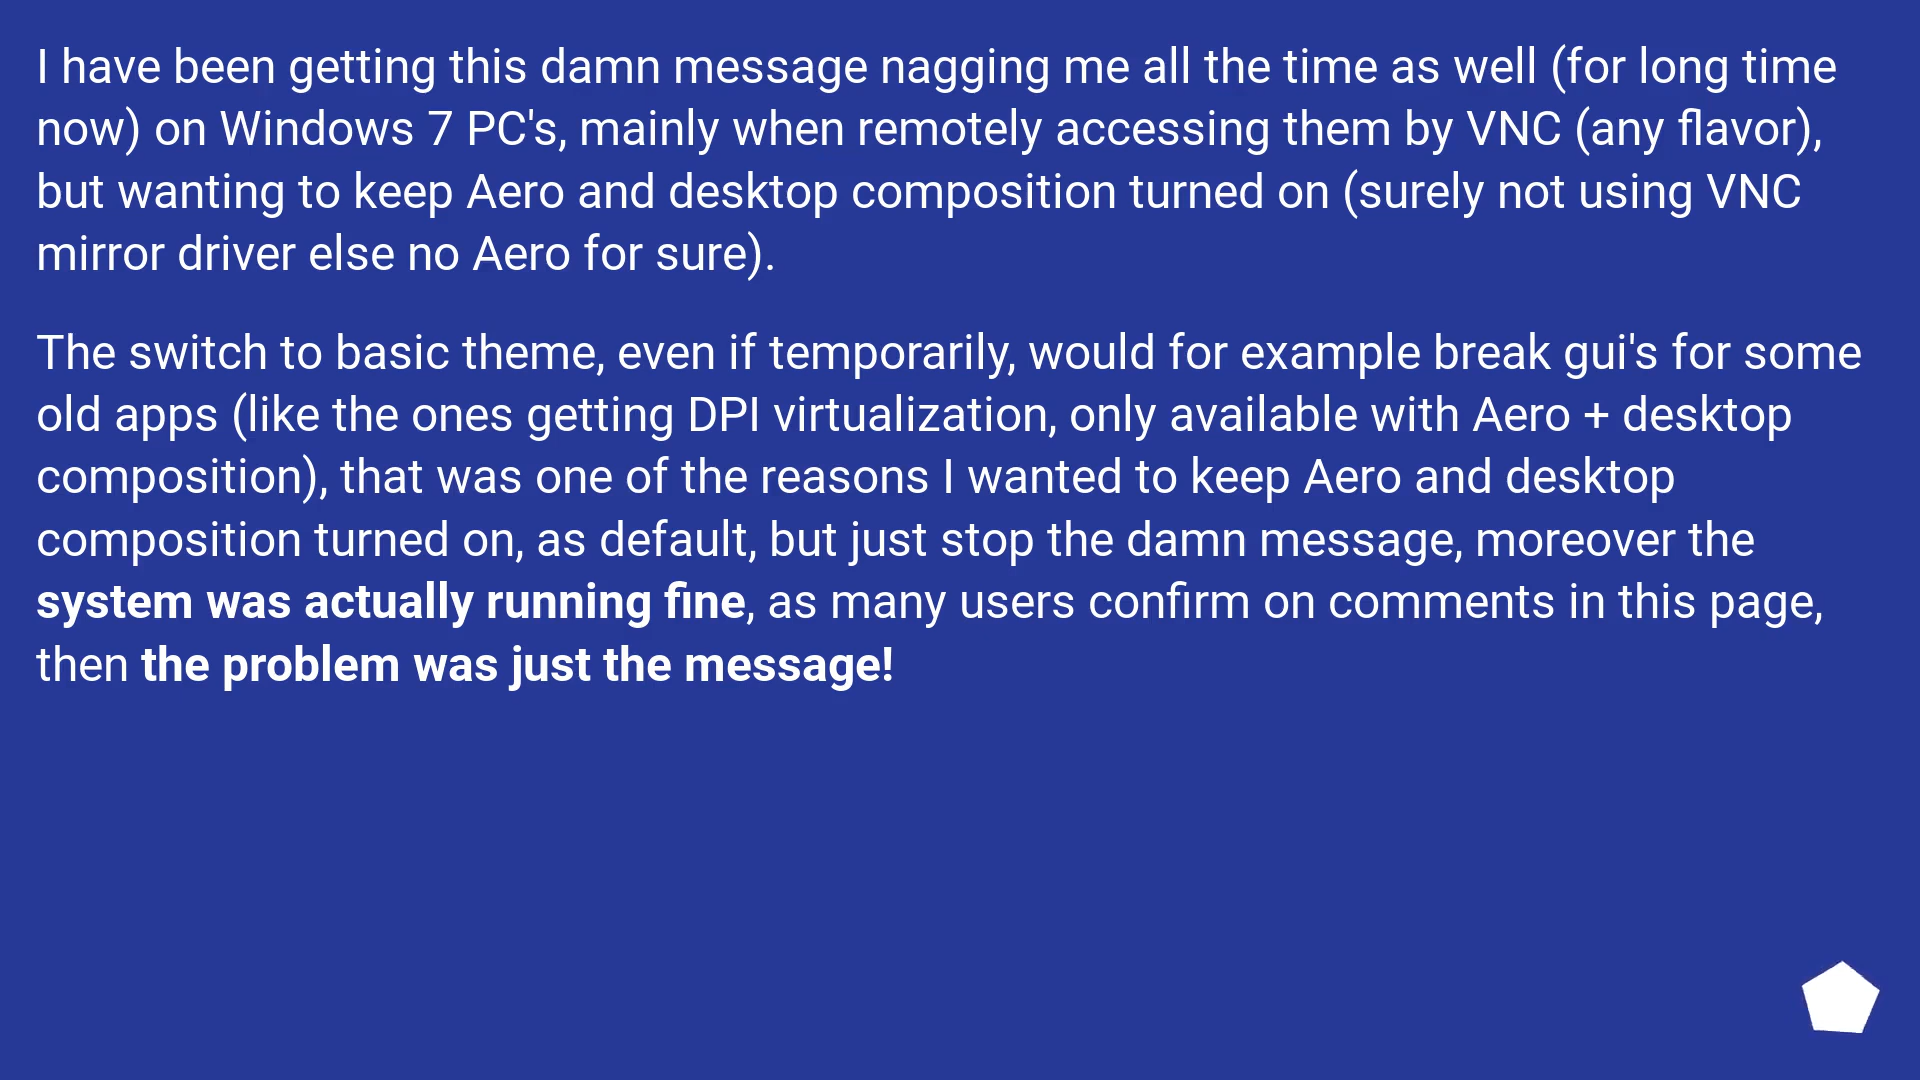 I have been getting this damn message nagging me all the time as well (for long time
now) on Windows 7 PC's, mainly when remotely accessing them by VNC (any flavor),
but wanting to keep Aero and desktop composition turned on (surely not using VNC
mirror driver else no Aero for sure).
The switch to basic theme, even if temporarily, would for example break gui's for some
old apps (like the ones getting DPI virtualization, only available with Aero + desktop
composition), that was one of the reasons I wanted to keep Aero and desktop
composition turned on, as default, but just stop the damn message, moreover the
system was actually running fine, as many users confirm on comments in this page,
then the problem was just the message!